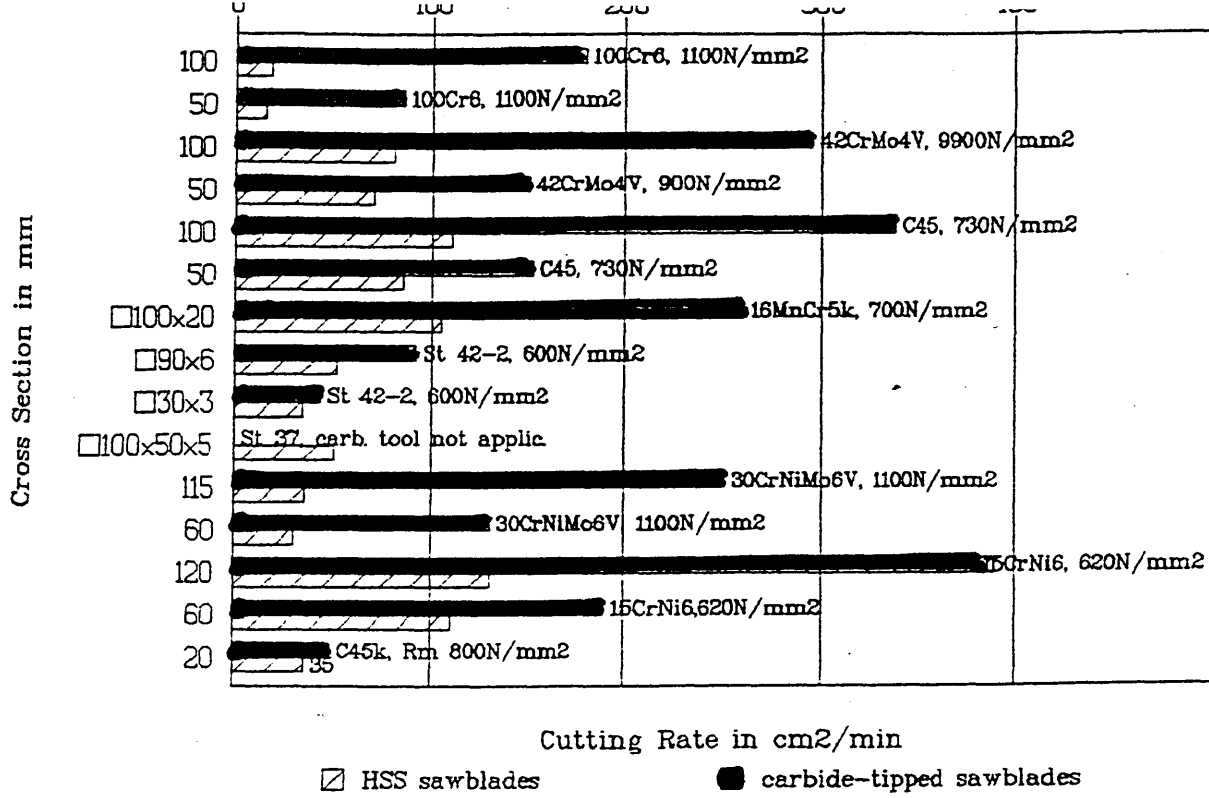 100 100Cr6, 1100N/mm2
50 100Cr6, 1100N/mm2
100 42CrMo4V, 9900N/mm2
50 42CrMo4V, 900N/mm2
100 C45, 730N/mm2
50 C45, 730N/mm2
□100x20 16MnCr5k, 700N/mm2
□90x6 St 42-2, 600N/mm2
□30x3 St 42-2, 600N/mm2
□100x50x5 St 37 carb. tool not applic.
115 30CrNiMo6V, 1100N/mm2
60 30CrNiMo6V 1100N/mm2
120 15CrNi6, 620N/mm2
60 15CrNi6,620N/mm2
20 C45k, Rm 800N/mm2
35
Cross Section in mm
Cutting Rate in cm2/min
HSS sawblades
carbide-tipped sawblades